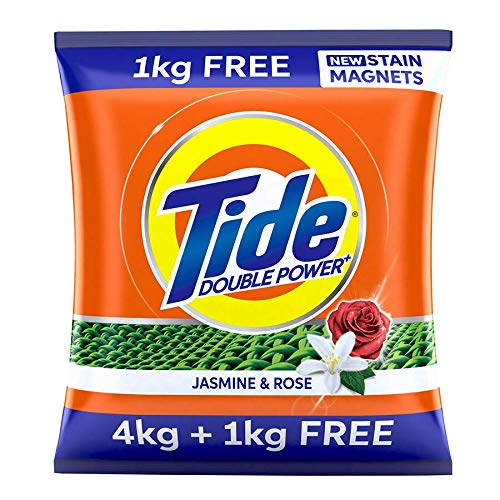 1kg FREE
NEW STAIN
MAGNETS
Tide®
DOUBLE POWER+
JASMINE & ROSE
4kg + 1kg FREE